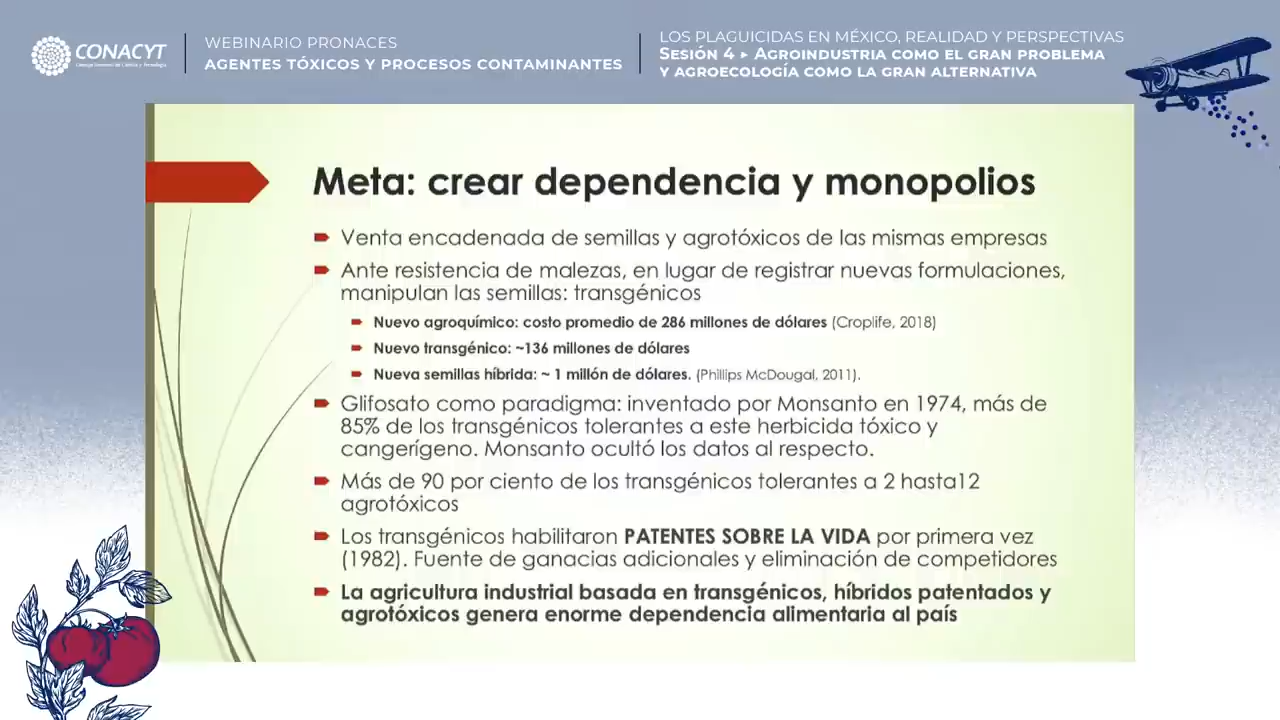 CONACYT
Consejo Nacional de Ciencia y Tecnología
WEBINARIO PRONACES
AGENTES TÓXICOS Y PROCESOS CONTAMINANTES
LOS PLAGUICIDAS EN MÉXICO, REALIDAD Y PERSPECTIVAS
SESIÓN 4 ▸ AGROINDUSTRIA COMO EL GRAN PROBLEMA
Y AGROECOLOGÍA COMO LA GRAN ALTERNATIVA
Meta: crear dependencia y monopolios
Venta encadenada de semillas y agrotóxicos de las mismas empresas
Ante resistencia de malezas, en lugar de registrar nuevas formulaciones,
manipulan las semillas: transgénicos
Nuevo agroquímico: costo promedio de 286 millones de dólares (Croplife, 2018)
Nuevo transgénico: ~136 millones de dólares
Nueva semillas híbrida: ~ 1 millón de dólares. (Phillips McDougal, 2011).
Glifosato como paradigma: inventado por Monsanto en 1974, más de
85% de los transgénicos tolerantes a este herbicida tóxico y
cangerígeno. Monsanto ocultó los datos al respecto.
Más de 90 por ciento de los transgénicos tolerantes a 2 hasta12
agrotóxicos
Los transgénicos habilitaron PATENTES SOBRE LA VIDA por primera vez
(1982). Fuente de ganacias adicionales y eliminación de competidores
La agricultura industrial basada en transgénicos, híbridos patentados y
agrotóxicos genera enorme dependencia alimentaria al país